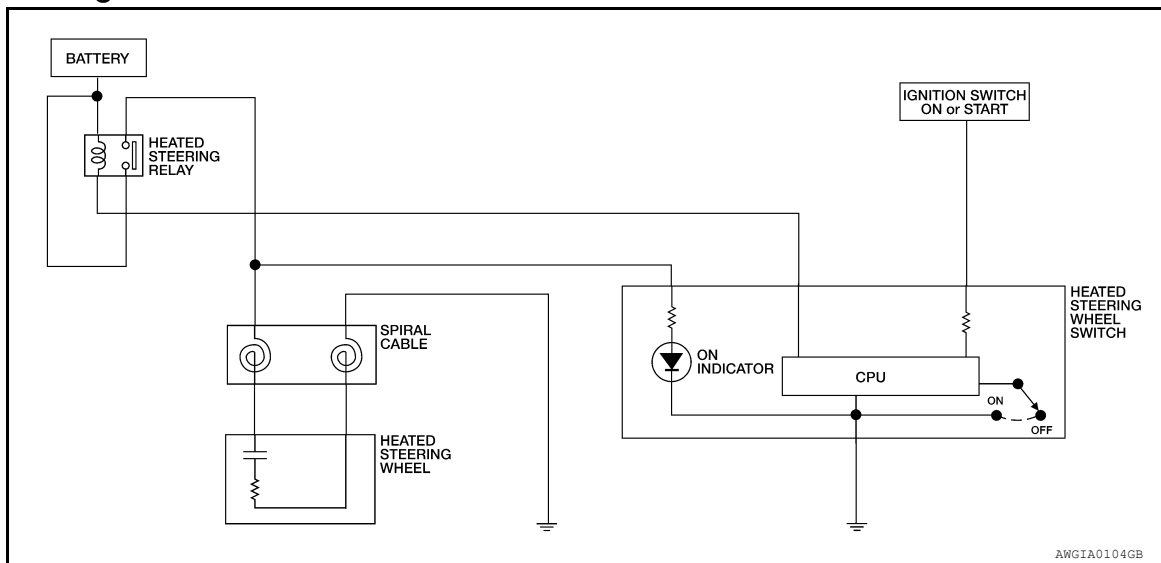 BATTERY
IGNITION SWITCH
ON or START
HEATED
STEERING
RELAY
HEATED
STEERING
WHEEL
SWITCH
SPIRAL
CABLE
ON
INDICATOR
CPU
ON
OFF
HEATED
STEERING
WHEEL
AWGIA0104GB